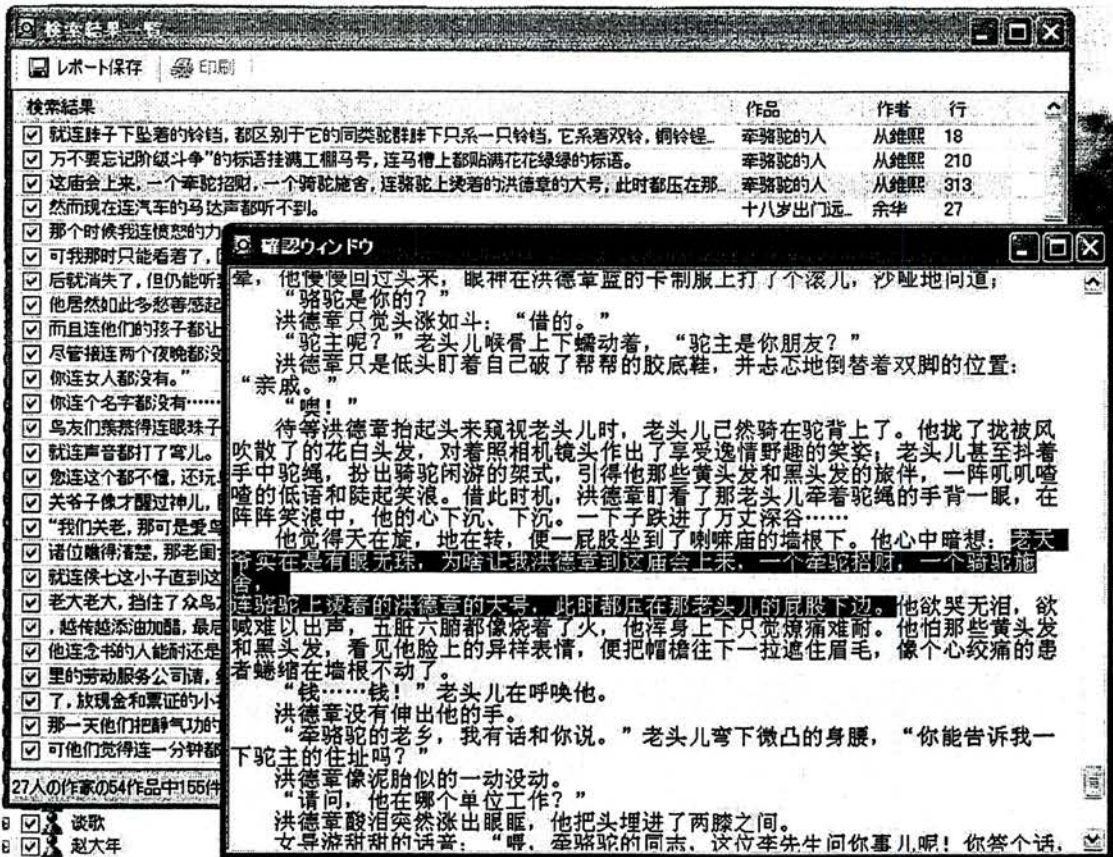 検索結果一覧
レポート保存 印刷
検索結果 作品 作者 行
就连脖子下坠着的铃铛，都区别于它的同类驼群脖下只系一只铃铛，它系着双铃，铜铃锃... 牵骆驼的人 从維熙 18
万不要忘记阶级斗争”的标语挂满工棚马号，连马槽上都贴满花花绿绿的标语。 牵骆驼的人 从維熙 210
这庙会上来，一个牵驼招财，一个骑驼施舍，连骆驼上烫着的洪德章的大号，此时都压在那... 牵骆驼的人 从維熙 313
然而现在连汽车的马达声都听不到。 十八岁出门远... 余华 27
那个时候我连愤怒的力
可我那时只能看着了，
后就消失了，但仍能听
他居然如此多愁善感起
而且连他们的孩子都让
尽管接连两个夜晚都没
你连女人都没有。”
你连个名字都没有……
鸟友们羡慕得连眼珠子
就连声音都打了弯儿。
您连这个都不懂，还玩
关爷子像才醒过神儿，
“我们关老，那可是爱鸟
诸位瞧得清楚，那老闺
就连侯七这小子直到这
老大老大，挡住了众鸟
，越传越添油加醋，最后
他连念书的人能耐还是
里的劳动服务公司请，
了，放现金和票证的小
那一天他们把静气功的
可他们觉得连一分钟都
27人の作家の54作品中155件
谈歌
赵大年
確認ウィンドウ
晕，他慢慢回过头来，眼神在洪德章蓝的卡制服上打了个滚儿，沙哑地问道；
“骆驼是你的？”
洪德章只觉头涨如斗：“借的。”
“驼主呢？”老头儿喉骨上下蠕动着，“驼主是你朋友？”
洪德章只是低头盯着自己破了帮帮的胶底鞋，并忐忑地倒替着双脚的位置：
“亲戚。”
“噢！”
待等洪德章抬起头来窥视老头儿时，老头儿已然骑在驼背上了。他拢了拢被风
吹散了的花白头发，对着照相机镜头作出了享受逸情野趣的笑姿；老头儿甚至抖着
手中驼绳，扮出骑驼闲游的架式，引得他那些黄头发和黑头发的旅伴，一阵叽叽喳
喳的低语和陡起笑浪。借此时机，洪德章盯看了那老头儿牵着驼绳的手背一眼，在
阵阵笑浪中，他的心下沉、下沉。一下子跌进了万丈深谷……
他觉得天在旋，地在转，便一屁股坐到了喇嘛庙的墙根下。他心中暗想：老天
爷实在是有眼无珠，为啥让我洪德章到这庙会上来，一个牵驼招财，一个骑驼施
舍，
连骆驼上烫着的洪德章的大号，此时都压在那老头儿的屁股下边。他欲哭无泪，欲
喊难以出声，五脏六腑都像烧着了火，他浑身上下只觉燎痛难耐。他怕那些黄头发
和黑头发，看见他脸上的异样表情，便把帽檐往下一拉遮住眉毛，像个心绞痛的患
者蜷缩在墙根不动了。
“钱……钱！”老头儿在呼唤他。
洪德章没有伸出他的手。
“牵骆驼的老乡，我有话和你说。”老头儿弯下微凸的身腰，“你能告诉我一
下驼主的住址吗？”
洪德章像泥胎似的一动没动。
“请问，他在哪个单位工作？”
洪德章酸泪突然涨出眼眶，他把头埋进了两膝之间。
女导游甜甜的话音：“喂，牵骆驼的同志，这位李先生问你事儿呢！你答个话，